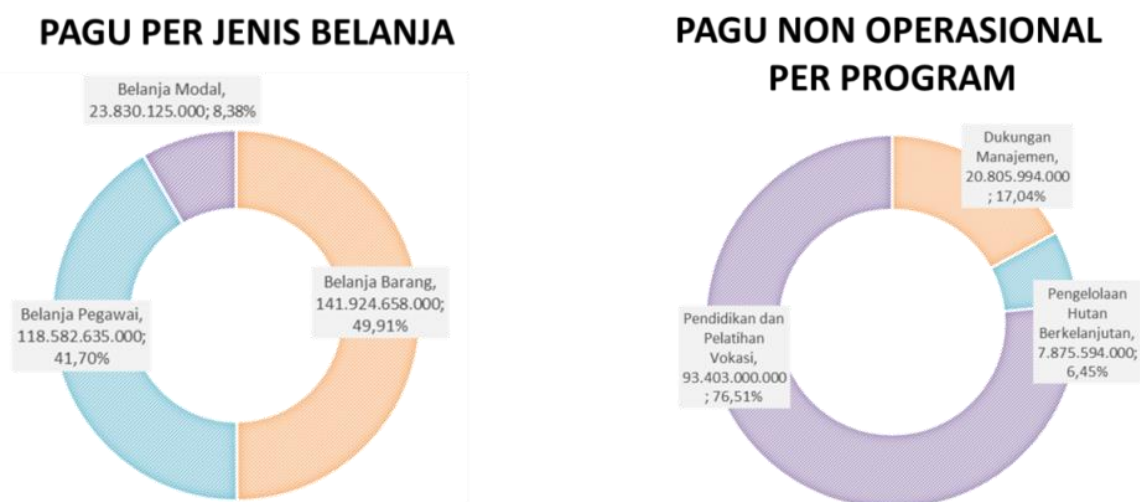 PAGU PER JENIS BELANJA
Belanja Modal,
23.830.125.000; 8,38%
Belanja Barang,
141.924.658.000;
49,91%
Belanja Pegawai,
118.582.635.000;
41,70%
PAGU NON OPERASIONAL
PER PROGRAM
Dukungan
Manajemen,
20.805.994.000
; 17,04%
Pengelolaan
Hutan
Berkelanjutan,
7.875.594.000;
6,45%
Pendidikan dan
Pelatihan
Vokasi,
93.403.000.000
; 76,51%